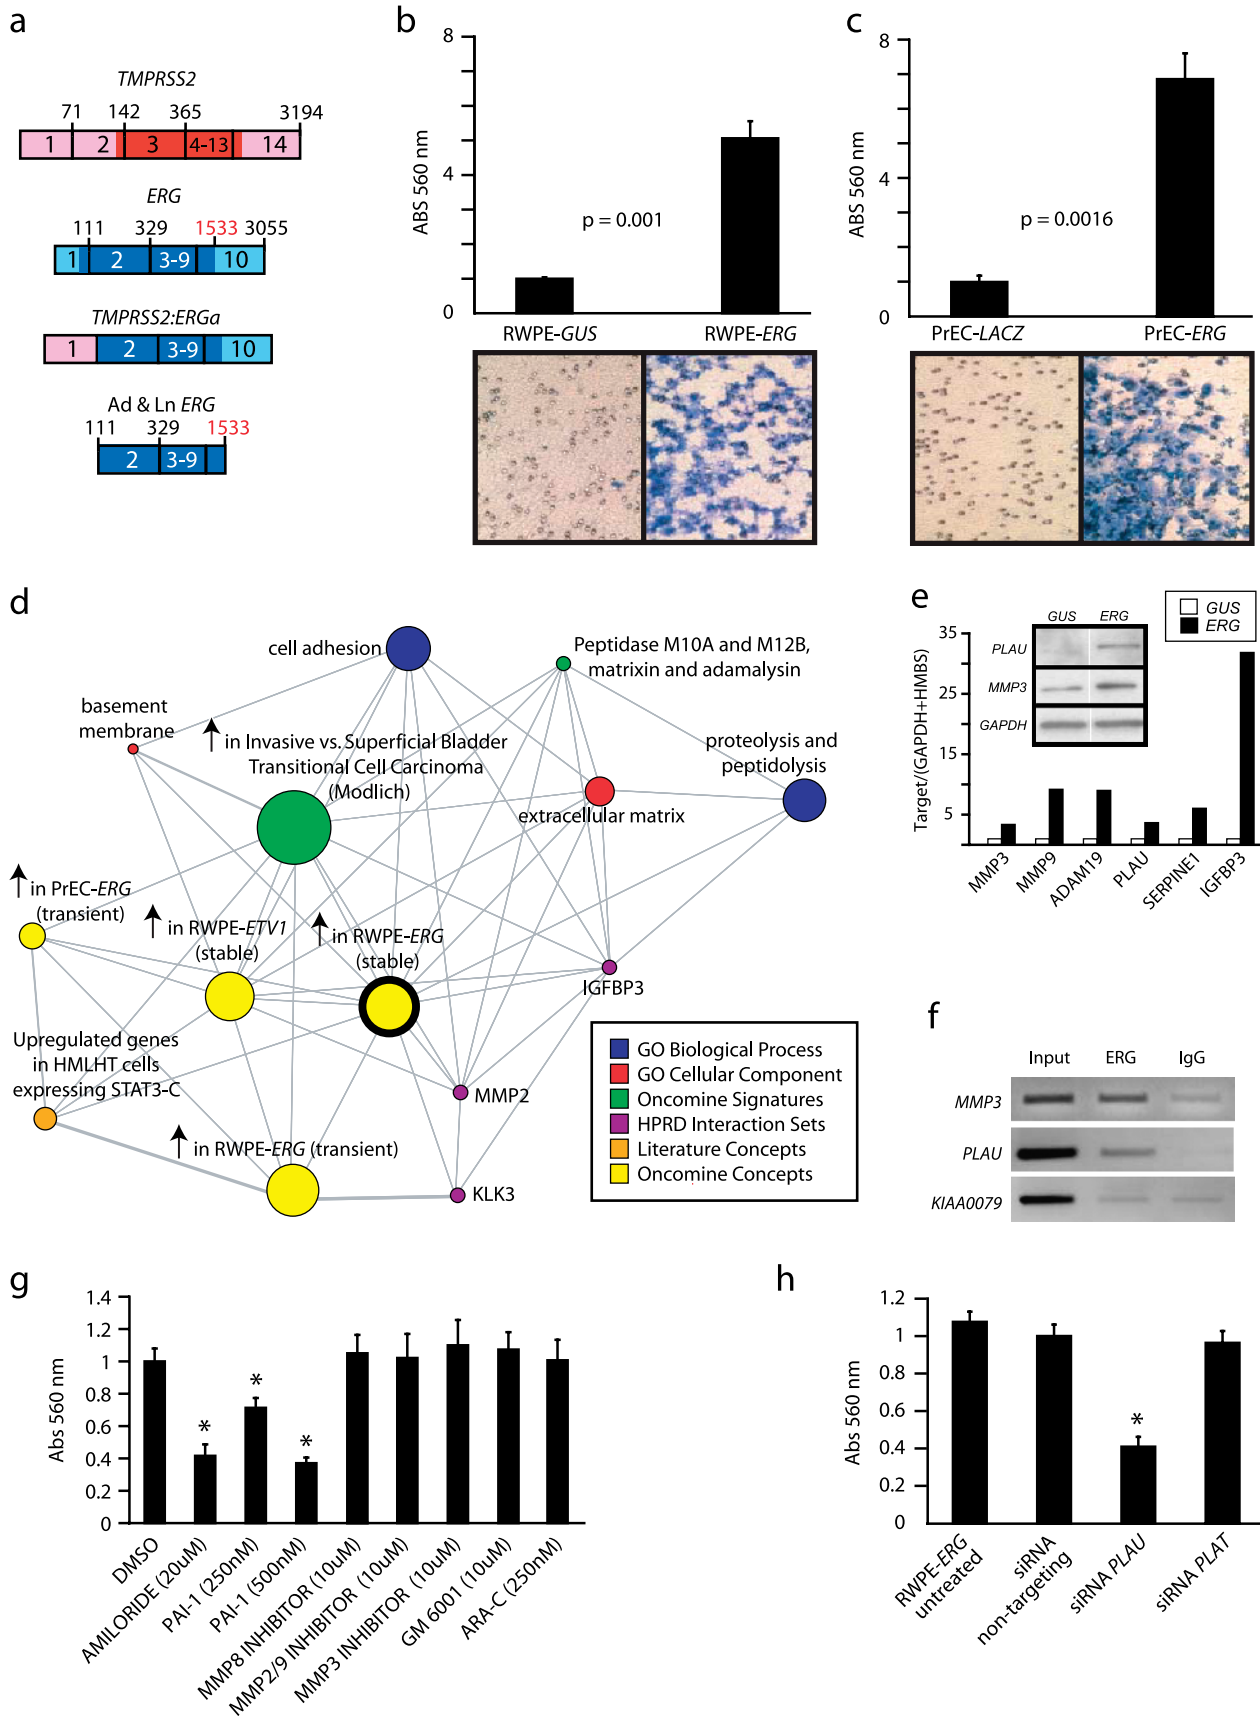 a
TMPRSS2
71 142 365 3194
1 2 3 4-13 14
ERG
111 329 1533 3055
1 2 3-9 10
TMPRSS2:ERGa
1 2 3-9 10
Ad & Ln ERG
111 329 1533
2 3-9
b
8
4
0
ABS 560 nm
p = 0.001
RWPE-GUS RWPE-ERG
c
8
4
0
ABS 560 nm
p = 0.0016
PrEC-LACZ PrEC-ERG
d
cell adhesion
Peptidase M10A and M12B,
matrixin and adamalysin
basement
membrane
in Invasive vs. Superficial Bladder
Transitional Cell Carcinoma
(Modlich)
proteolysis and
peptidolysis
extracellular matrix
in PrEC-ERG
(transient)
in RWPE-ETV1
(stable)
in RWPE-ERG
(stable)
IGFBP3
Upregulated genes
in HMLHT cells
expressing STAT3-C
MMP2
in RWPE-ERG (transient)
KLK3
GO Biological Process
GO Cellular Component
Oncomine Signatures
HPRD Interaction Sets
Literature Concepts
Oncomine Concepts
e
GUS
ERG
35
25
15
5
Target/(GAPDH+HMBS)
GUS ERG
PLAU
MMP3
GAPDH
MMP3
MMP9
ADAM19
PLAU
SERPINE1
IGFBP3
f
Input ERG IgG
MMP3
PLAU
KIAA0079
g
1.4
1.2
1
0.8
0.6
0.4
0.2
0
Abs 560 nm
*
*
*
DMSO
AMILORIDE (20uM)
PAI-1 (250nM)
PAI-1 (500nM)
MMP8 INHIBITOR (10uM)
MMP2/9 INHIBITOR (10uM)
MMP3 INHIBITOR (10uM)
GM 6001 (10uM)
ARA-C (250nM)
h
1.2
1
0.8
0.6
0.4
0.2
0
Abs 560 nm
*
RWPE-ERG
untreated
siRNA
non-targeting
siRNA PLAU
siRNA PLAT